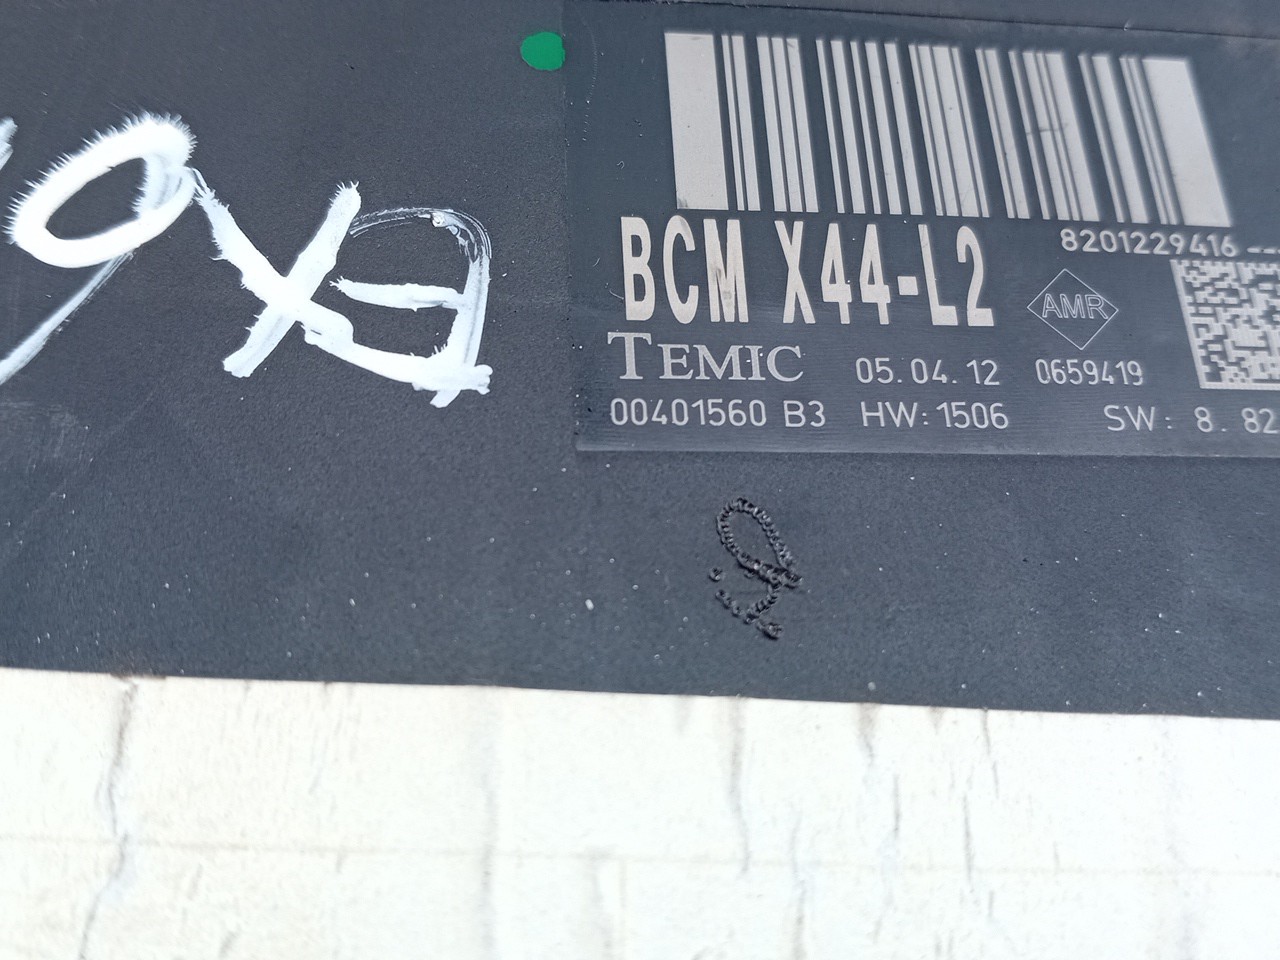 8201229416 --
BCM X44-L2
AMR
TEMIC 05.04.12 0659419
00401560 B3 HW:1506 SW: 8. 82